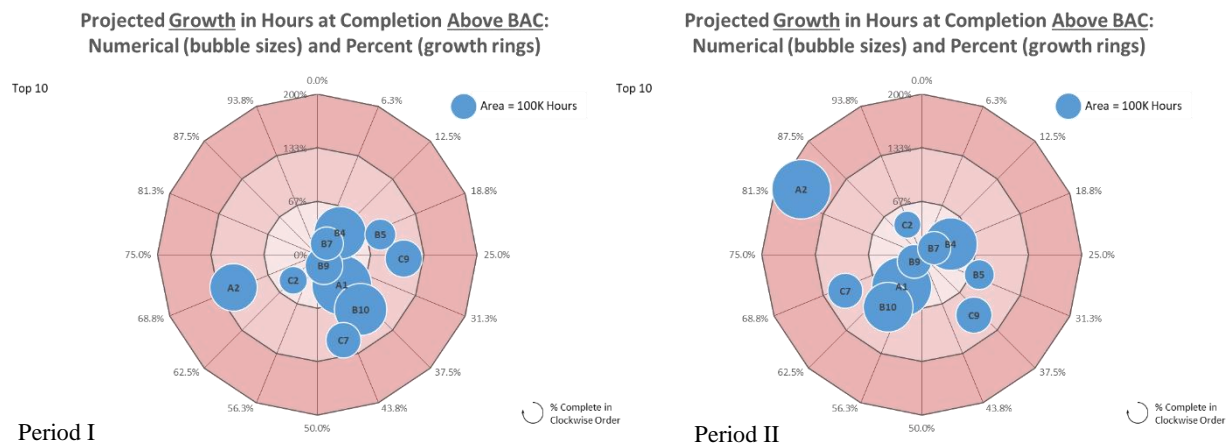 Projected Growth in Hours at Completion Above BAC:
Numerical (bubble sizes) and Percent (growth rings)
Top 10
Area = 100K Hours
0.0%
200%
93.8%
6.3%
87.5%
12.5%
133%
81.3%
18.8%
67%
B4
B5
B7
75.0%
0%
C9
25.0%
B9
C2
A1
A2
B10
68.8%
31.3%
C7
62.5%
37.5%
56.3%
43.8%
50.0%
% Complete in
Clockwise Order
Period I
Projected Growth in Hours at Completion Above BAC:
Numerical (bubble sizes) and Percent (growth rings)
Top 10
Area = 100K Hours
0.0%
200%
93.8%
6.3%
87.5%
12.5%
133%
81.3%
A2
18.8%
67%
C2
B7
B4
75.0%
25.0%
B9
B5
C7
A1
B10
C9
68.8%
31.3%
62.5%
37.5%
56.3%
43.8%
50.0%
% Complete in
Clockwise Order
Period II